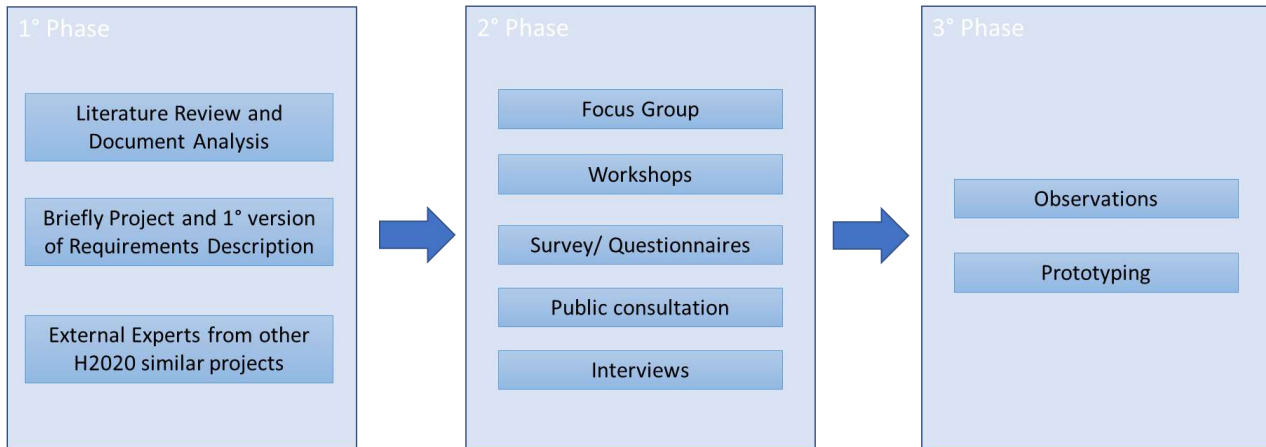 1° Phase
Literature Review and
Document Analysis
Briefly Project and 1° version
of Requirements Description
External Experts from other
H2020 similar projects
2° Phase
Focus Group
Workshops
Survey/ Questionnaires
Public consultation
Interviews
3° Phase
Observations
Prototyping